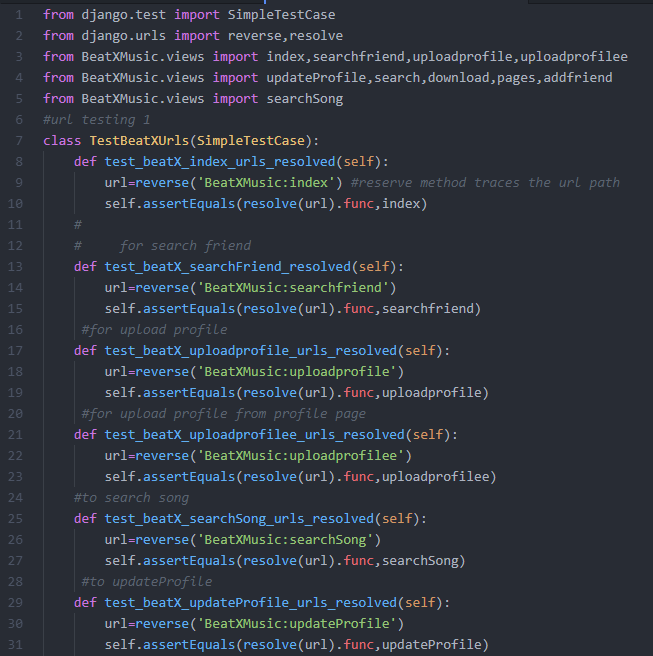 1 from django.test import SimpleTestCase
2 from django.urls import reverse,resolve
3 from BeatXMusic.views import index,searchfriend,uploadprofile,uploadprofilee
4 from BeatXMusic.views import updateProfile,search,download,pages,addfriend
5 from BeatXMusic.views import searchSong
6 #url testing 1
7 class TestBeatXUrls(SimpleTestCase):
8     def test_beatX_index_urls_resolved(self):
9         url=reverse('BeatXMusic:index') #reserve method traces the url path
10         self.assertEquals(resolve(url).func,index)
11     #
12     #     for search friend
13     def test_beatX_searchFriend_resolved(self):
14         url=reverse('BeatXMusic:searchfriend')
15         self.assertEquals(resolve(url).func,searchfriend)
16      #for upload profile
17     def test_beatX_uploadprofile_urls_resolved(self):
18         url=reverse('BeatXMusic:uploadprofile')
19         self.assertEquals(resolve(url).func,uploadprofile)
20      #for upload profile from profile page
21     def test_beatX_uploadprofilee_urls_resolved(self):
22         url=reverse('BeatXMusic:uploadprofilee')
23         self.assertEquals(resolve(url).func,uploadprofilee)
24     #to search song
25     def test_beatX_searchSong_urls_resolved(self):
26         url=reverse('BeatXMusic:searchSong')
27         self.assertEquals(resolve(url).func,searchSong)
28      #to updateProfile
29     def test_beatX_updateProfile_urls_resolved(self):
30         url=reverse('BeatXMusic:updateProfile')
31         self.assertEquals(resolve(url).func,updateProfile)